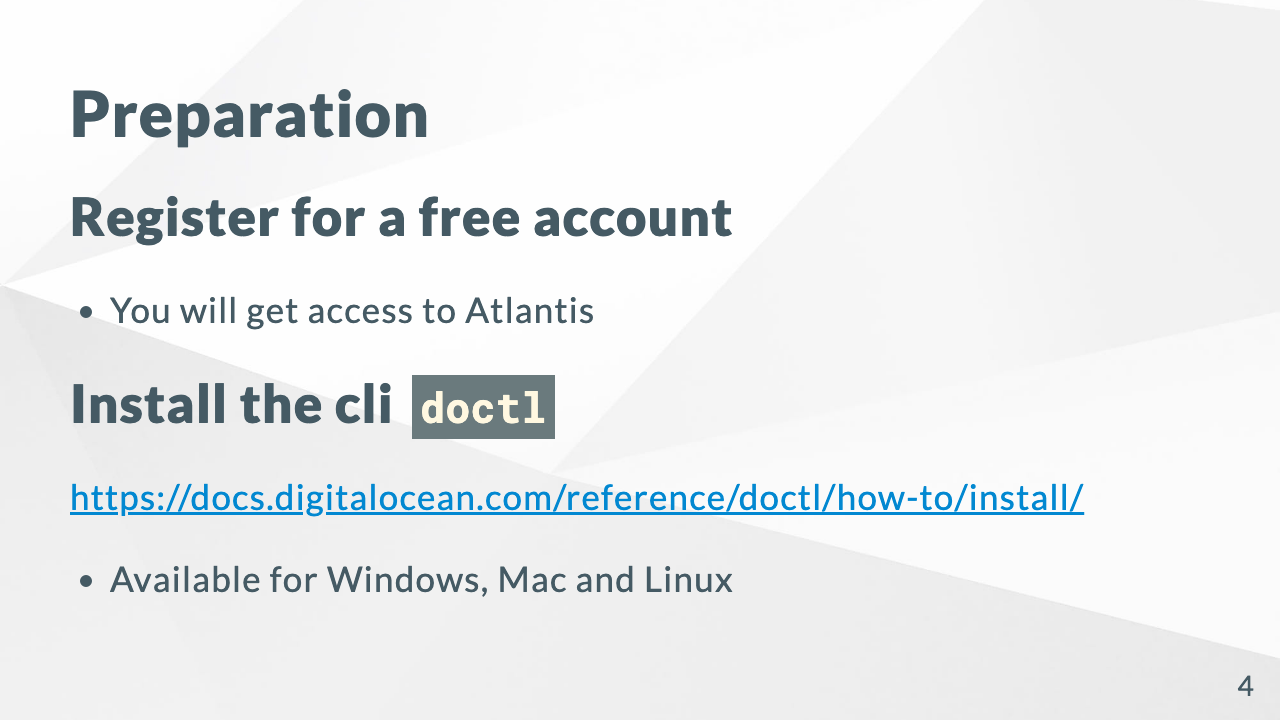 Preparation
Register for a free account
• You will get access to Atlantis
Install the cli doctl
https://docs.digitalocean.com/reference/doctl/how-to/install/
• Available for Windows, Mac and Linux
4